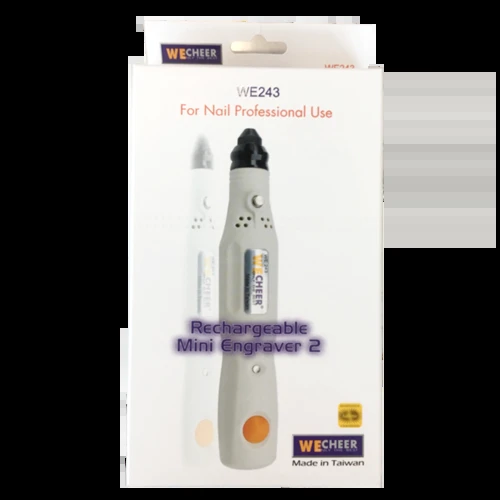 WECHEER
WE243
WE243
For Nail Professional Use
WECHEER
Rechargeable
Mini Engraver 2
WECHEER
Made in Taiwan